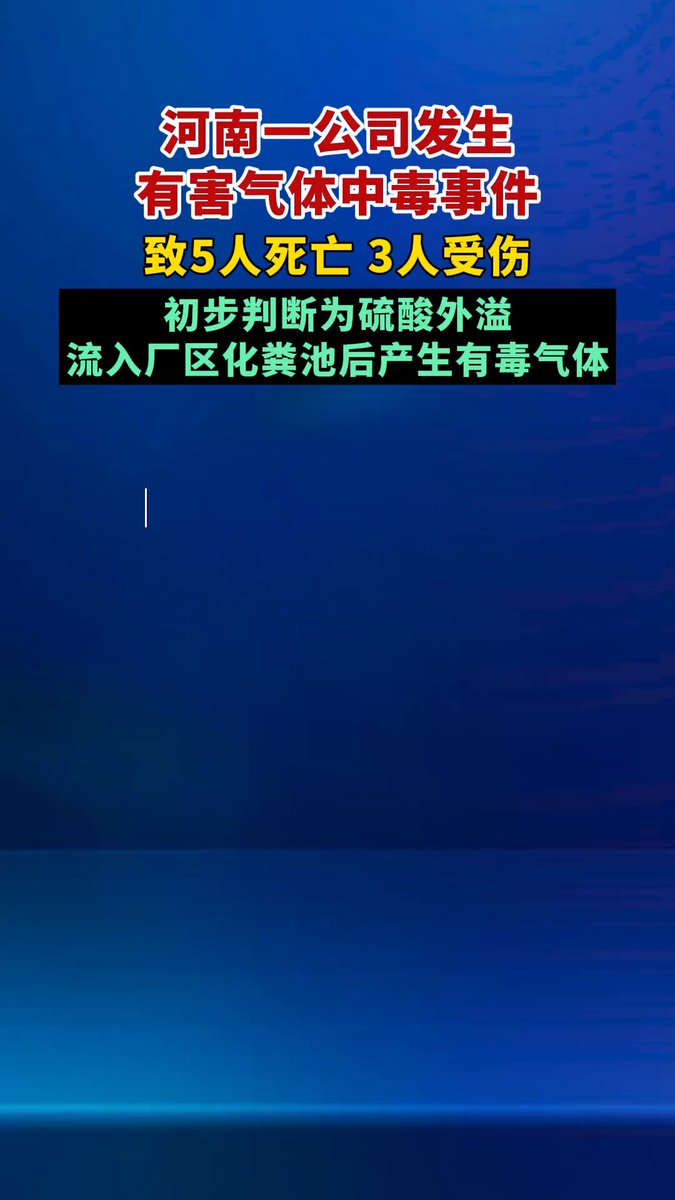 河南一公司发生
有害气体中毒事件
致5人死亡 3人受伤
初步判断为硫酸外溢
流入厂区化粪池后产生有毒气体